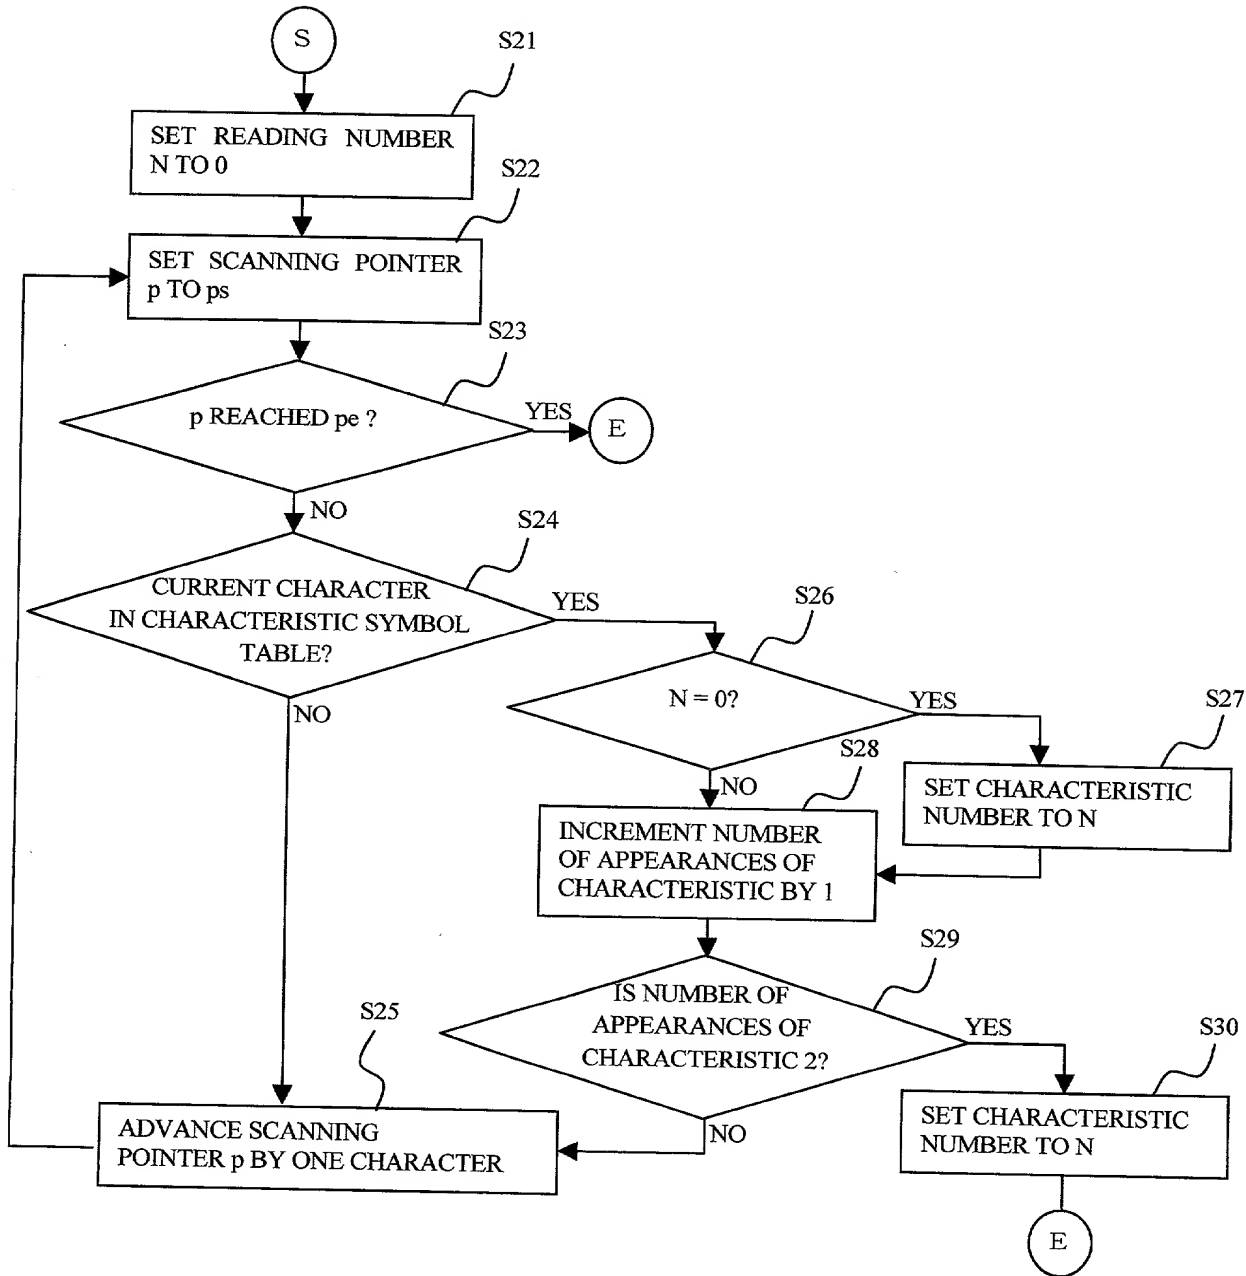 S
S21
SET READING NUMBER
N TO 0
S22
SET SCANNING POINTER
p TO ps
S23
p REACHED pe ?
YES
E
NO
S24
CURRENT CHARACTER
IN CHARACTERISTIC SYMBOL
TABLE?
YES
NO
S26
N = 0?
YES
S27
NO
SET CHARACTERISTIC
NUMBER TO N
S28
INCREMENT NUMBER
OF APPEARANCES OF
CHARACTERISTIC BY 1
S29
IS NUMBER OF
APPEARANCES OF
CHARACTERISTIC 2?
YES
S30
NO
SET CHARACTERISTIC
NUMBER TO N
E
S25
ADVANCE SCANNING
POINTER p BY ONE CHARACTER